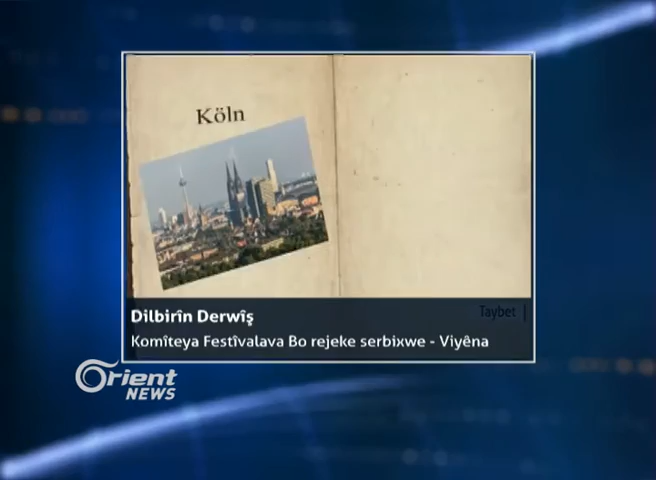 Köln
Taybet
Dilbirîn Derwîş
Komîteya Festîvalava Bo rejeke serbixwe - Viyêna
Orient
NEWS